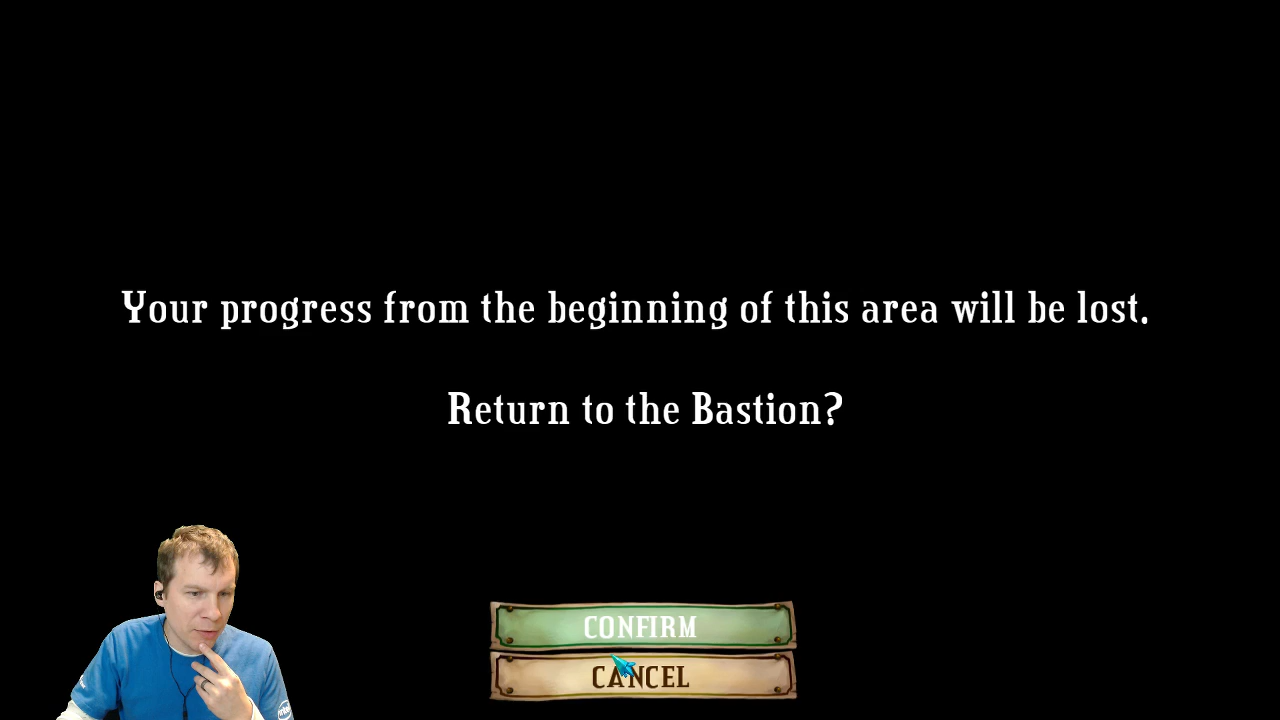 Your progress from the beginning of this area will be lost.
Return to the Bastion?
CONFIRM
CANCEL